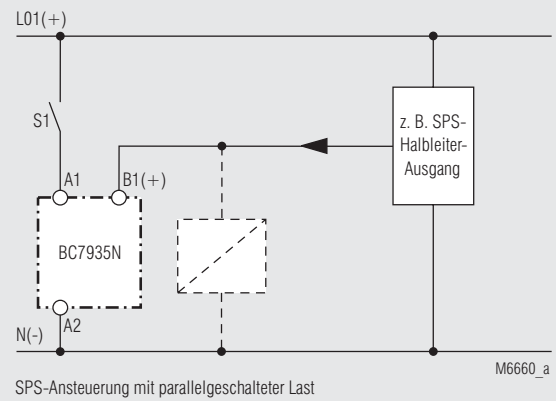 L01(+)
S1
z. B. SPS-
Halbleiter-
Ausgang
A1
B1(+)
BC7935N
A2
N(-)
M6660_a
SPS-Ansteuerung mit parallelgeschalteter Last